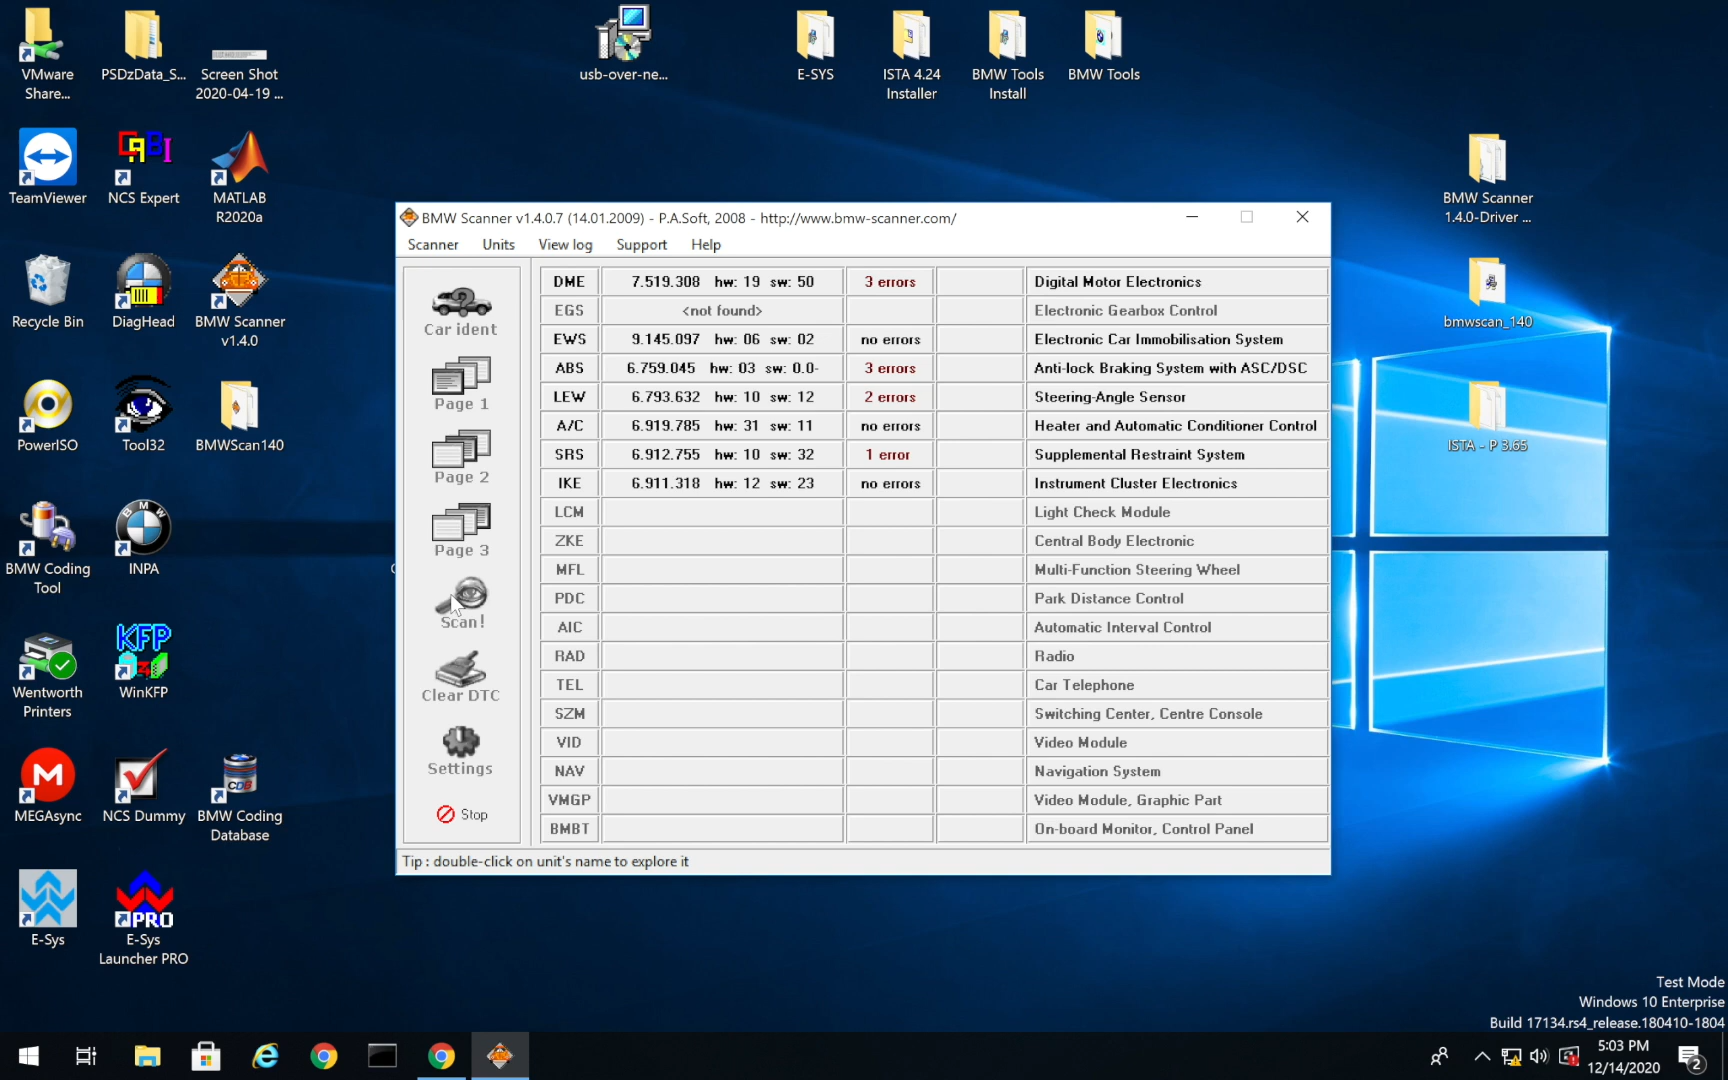 VMware
Share...
PSDzData_S...
Screen Shot
2020-04-19 ...
usb-over-ne...
E-SYS
ISTA 4.24
Installer
BMW Tools
Install
BMW Tools
TeamViewer
NCS Expert
MATLAB
R2020a
BMW Scanner
1.4.0-Driver ...
Recycle Bin
DiagHead
BMW Scanner
v1.4.0
bmwscan_140
PowerISO
Tool32
BMWScan140
ISTA - P 3.65
BMW Coding
Tool
INPA
Wentworth
Printers
KFP
WinKFP
MEGAsync
NCS Dummy
BMW Coding
Database
E-Sys
PRO
E-Sys
Launcher PRO
BMW Scanner v1.4.0.7 (14.01.2009) - P.A.Soft, 2008 - http://www.bmw-scanner.com/
Scanner Units View log Support Help
Car ident
Page 1
Page 2
Page 3
Scan!
Clear DTC
Settings
Stop
DME 7.519.308 hw: 19 sw: 50 3 errors Digital Motor Electronics
EGS <not found> Electronic Gearbox Control
EWS 9.145.097 hw: 06 sw: 02 no errors Electronic Car Immobilisation System
ABS 6.759.045 hw: 03 sw: 0.0- 3 errors Anti-lock Braking System with ASC/DSC
LEW 6.793.632 hw: 10 sw: 12 2 errors Steering-Angle Sensor
A/C 6.919.785 hw: 31 sw: 11 no errors Heater and Automatic Conditioner Control
SRS 6.912.755 hw: 10 sw: 32 1 error Supplemental Restraint System
IKE 6.911.318 hw: 12 sw: 23 no errors Instrument Cluster Electronics
LCM Light Check Module
ZKE Central Body Electronic
MFL Multi-Function Steering Wheel
PDC Park Distance Control
AIC Automatic Interval Control
RAD Radio
TEL Car Telephone
SZM Switching Center, Centre Console
VID Video Module
NAV Navigation System
VMGP Video Module, Graphic Part
BMBT On-board Monitor, Control Panel
Tip : double-click on unit's name to explore it
Test Mode
Windows 10 Enterprise
Build 17134.rs4_release.180410-1804
5:03 PM
12/14/2020
2